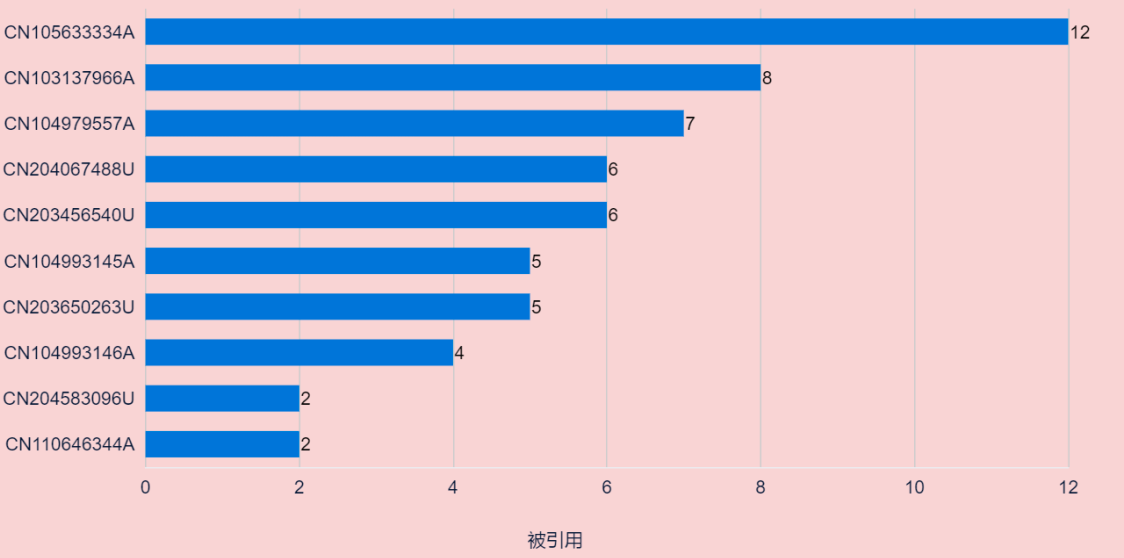 CN105633334A 12
CN103137966A 8
CN104979557A 7
CN204067488U 6
CN203456540U 6
CN104993145A 5
CN203650263U 5
CN104993146A 4
CN204583096U 2
CN110646344A 2
0 2 4 6 8 10 12
被引用